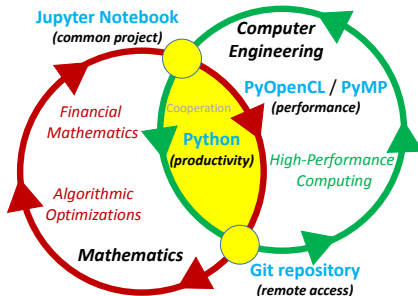 Jupyter Notebook
(common project)
Computer
Engineering
PyOpenCL / PyMP
(performance)
Financial
Mathematics
Cooperation
Python
(productivity)
High-Performance
Computing
Algorithmic
Optimizations
Mathematics
Git repository
(remote access)